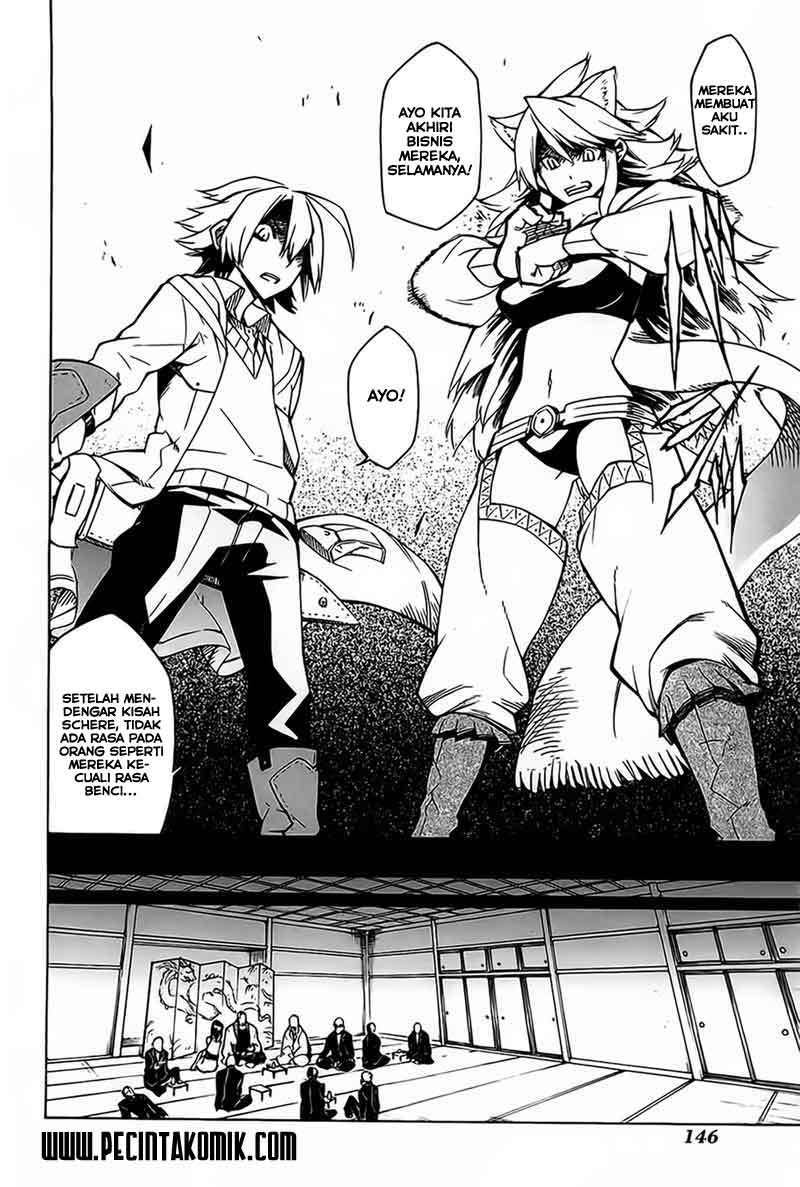 MEREKA
MEMBUAT
AKU
SAKIT..
AYO KITA
AKHIRI
BISNIS
MEREKA,
SELAMANYA!
AYO!
SETELAH MEN-
DENGAR KISAH
SCHERE, TIDAK
ADA RASA PADA
ORANG SEPERTI
MEREKA KE-
CUALI RASA
BENCI...
WWW.PECINTAKOMIK.COM
146